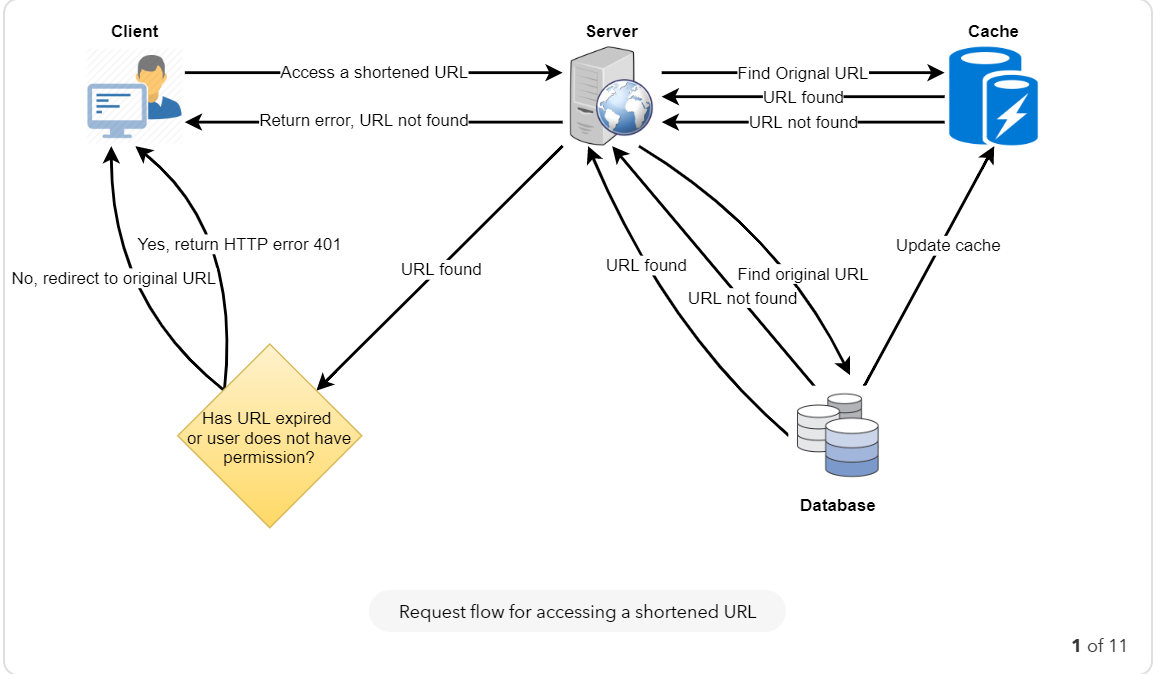 Client
Server
Cache
Access a shortened URL
Find Orignal URL
URL found
Return error, URL not found
URL not found
Yes, return HTTP error 401
No, redirect to original URL
URL found
URL found
Find original URL
URL not found
Update cache
Has URL expired
or user does not have
permission?
Database
Request flow for accessing a shortened URL
1 of 11